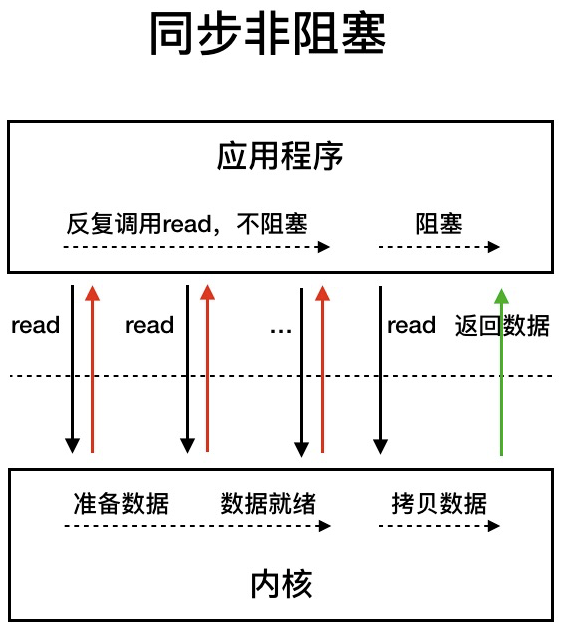 同步非阻塞
应用程序
反复调用read，不阻塞
阻塞
read
read
...
read
返回数据
准备数据
数据就绪
拷贝数据
内核